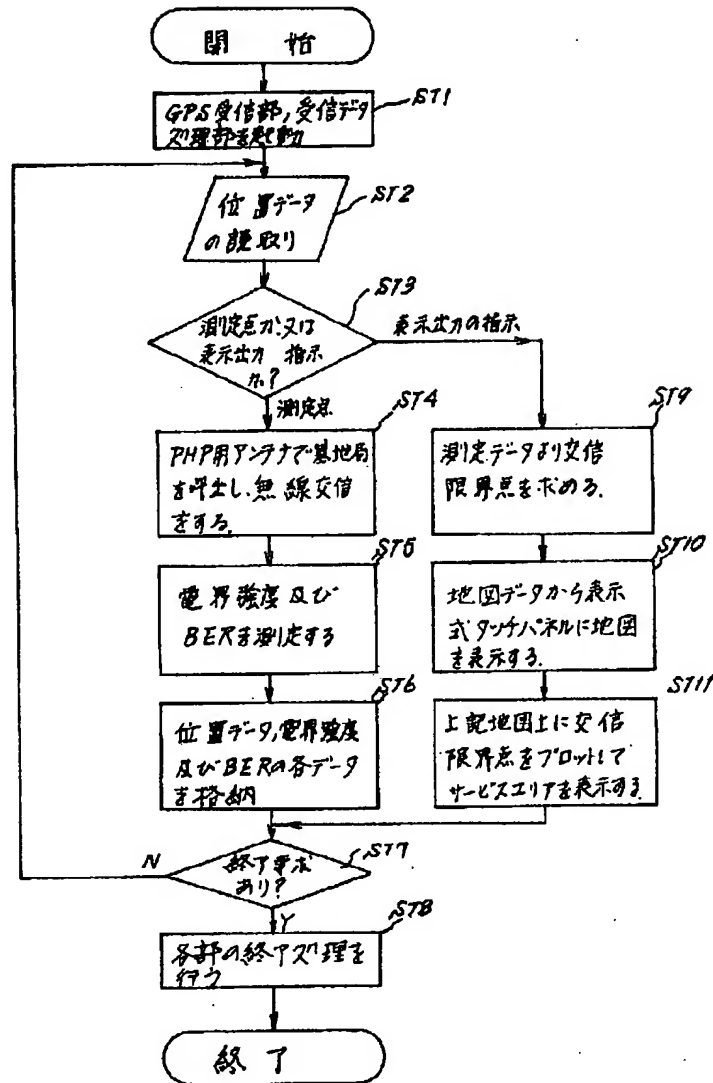 開 始
ST1
GPS受信部,受信データ
処理部を起動
ST2
位置データ
の読取り
ST3
測定点か又は
表示出力 指示
か?
表示出力の指示
測定点
ST4
PHP用アンテナで基地局
を呼出し、無線交信
をする。
ST5
電界強度及び
BERを測定する
ST6
位置データ,電界強度
及びBERの各データ
を格納
ST9
測定データより交信
限界点を求める。
ST10
地図データから表示
式タッチパネルに地図
を表示する。
ST11
上記地図上に交信
限界点をプロットして
サービスエリアを表示する。
ST7
終了要求
あり?
N
Y
ST8
各部の終了処理を
行う
終了